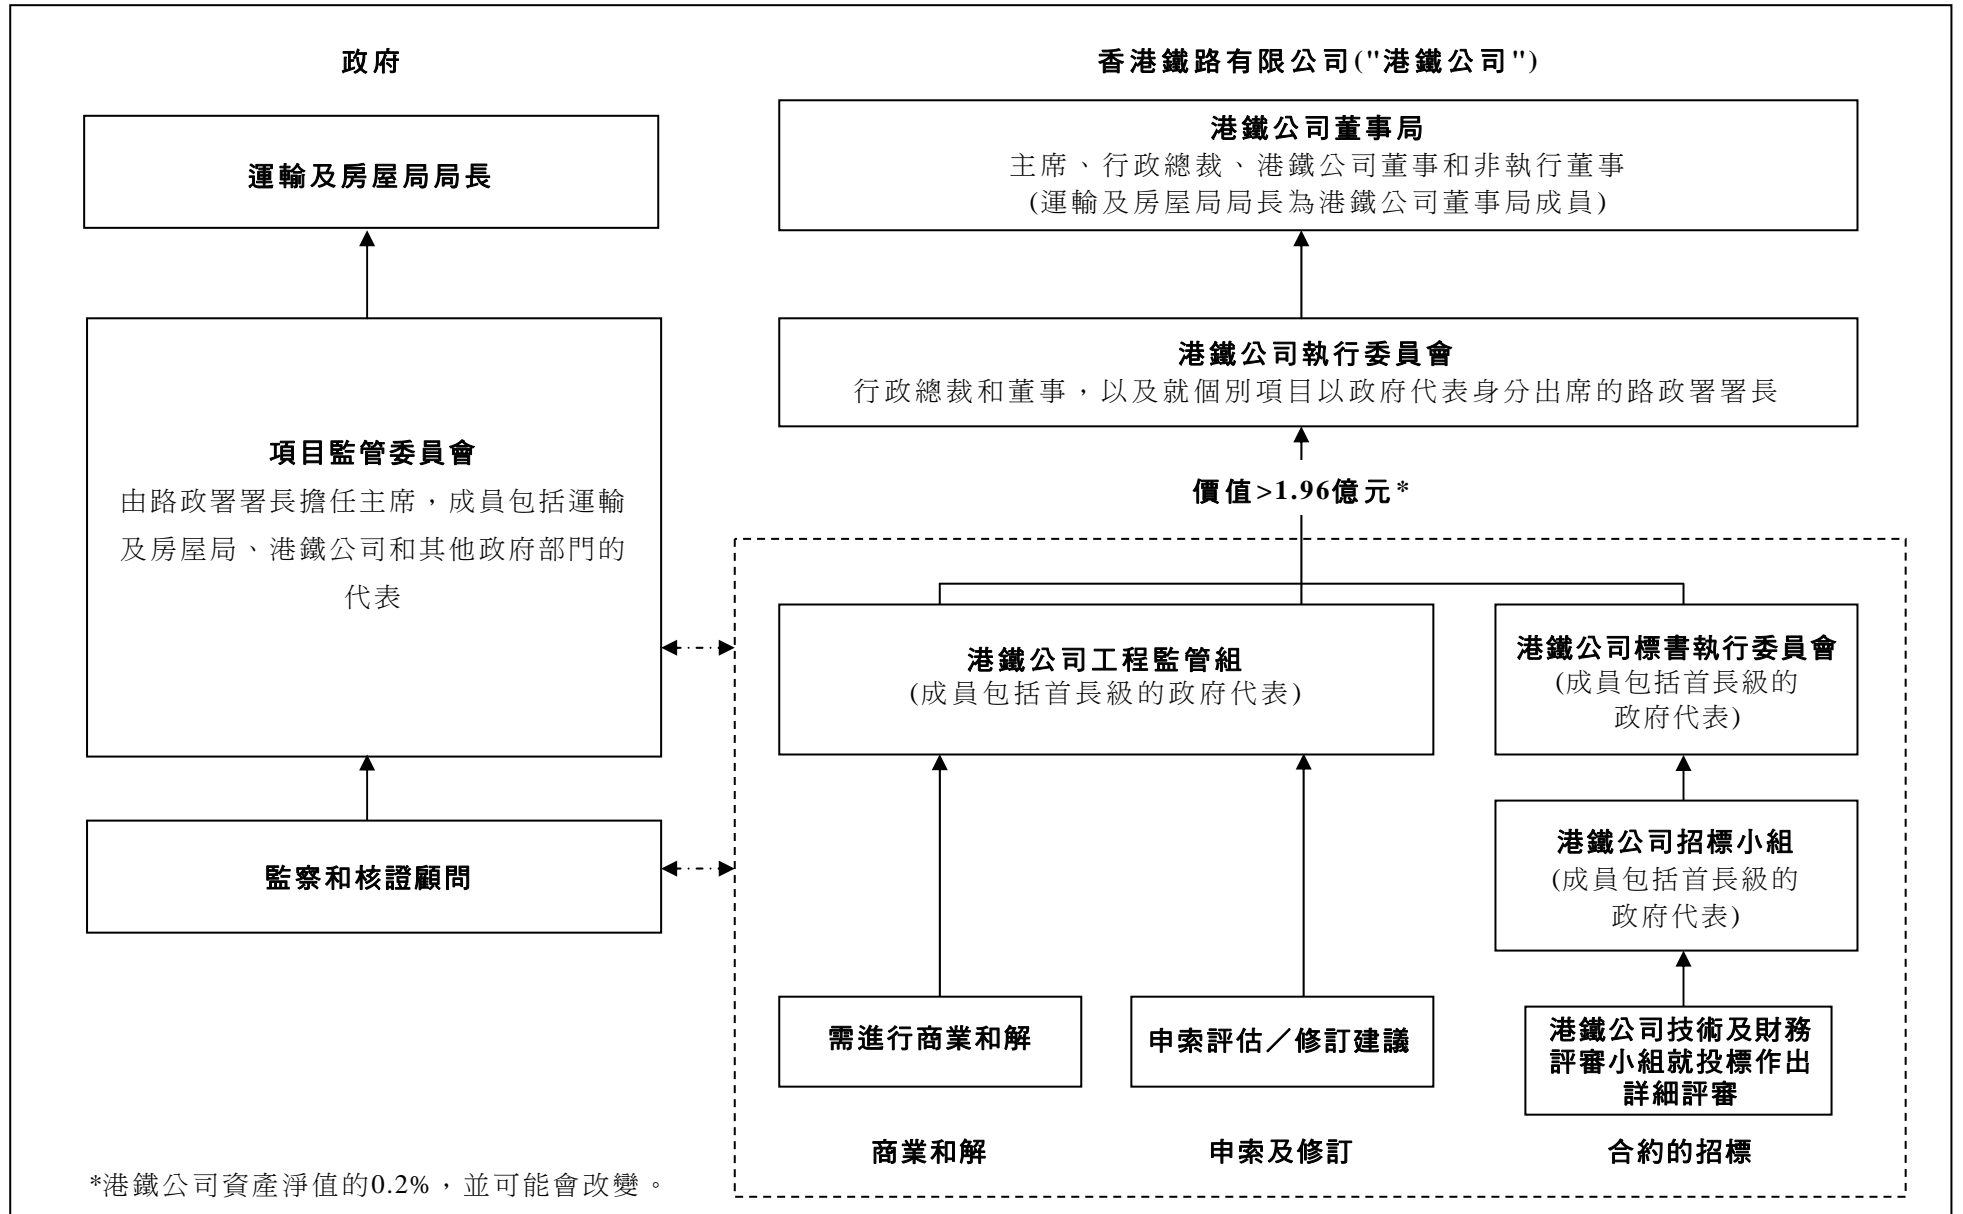 政府
運輸及房屋局局長
項目監管委員會
由路政署署長擔任主席，成員包括運輸
及房屋局、港鐵公司和其他政府部門的
代表
監察和核證顧問
*港鐵公司資產淨值的0.2%，並可能會改變。
香港鐵路有限公司("港鐵公司")
港鐵公司董事局
主席、行政總裁、港鐵公司董事和非執行董事
(運輸及房屋局局長為港鐵公司董事局成員)
港鐵公司執行委員會
行政總裁和董事，以及就個別項目以政府代表身分出席的路政署署長
價值>1.96億元*
港鐵公司工程監管組
(成員包括首長級的政府代表)
港鐵公司標書執行委員會
(成員包括首長級的
政府代表)
港鐵公司招標小組
(成員包括首長級的
政府代表)
需進行商業和解
申索評估／修訂建議
港鐵公司技術及財務
評審小組就投標作出
詳細評審
商業和解
申索及修訂
合約的招標